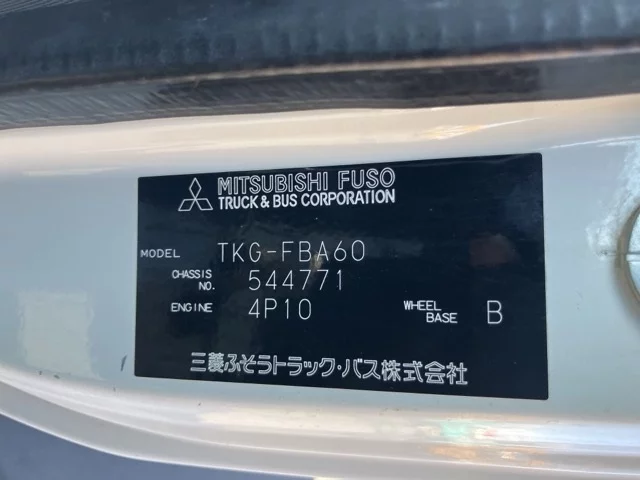 MITSUBISHI FUSO
TRUCK & BUS CORPORATION
MODEL TKG-FBA60
CHASSIS NO. 544771
ENGINE 4P10 WHEEL BASE B
三菱ふそうトラック・バス株式会社